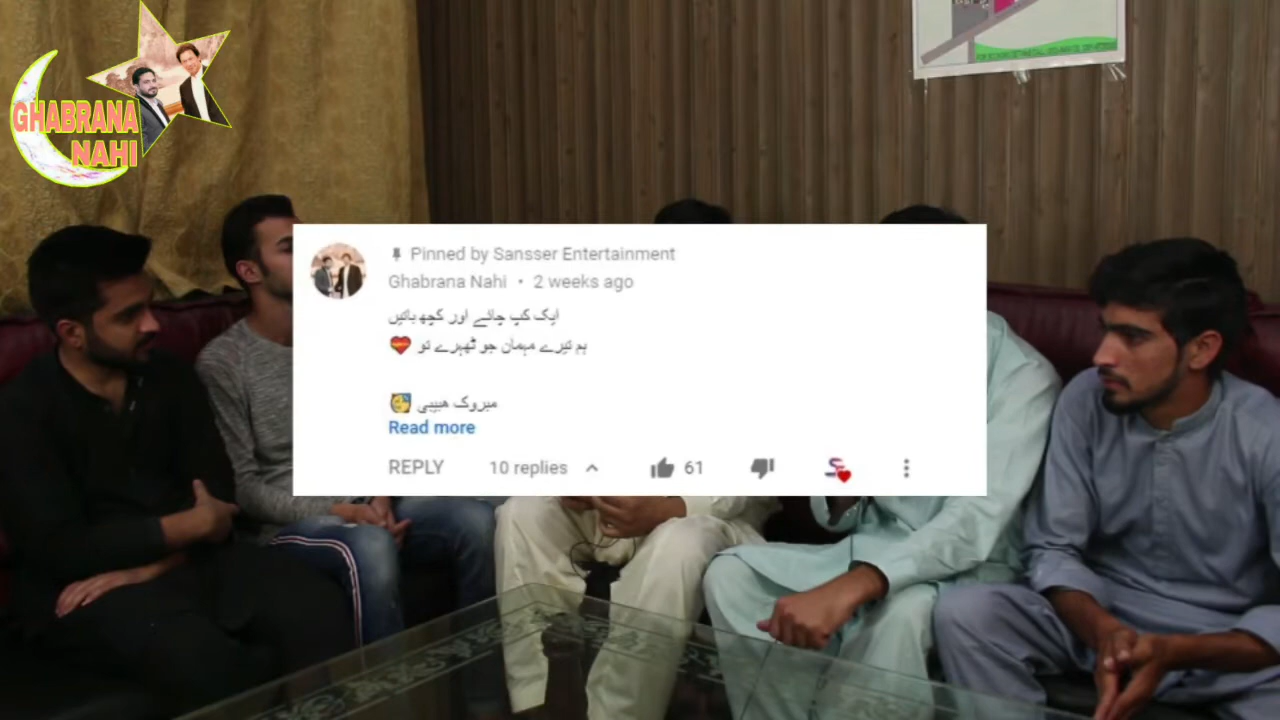 GHABRANA
NAHI
Pinned by Sansser Entertainment
Ghabrana Nahi • 2 weeks ago
ایک کپ چائے اور کچھ باتیں
ہم تیرے مہمان جو ٹھہرے تو ❤️
مبروک ھبیبی
Read more
REPLY 10 replies 61